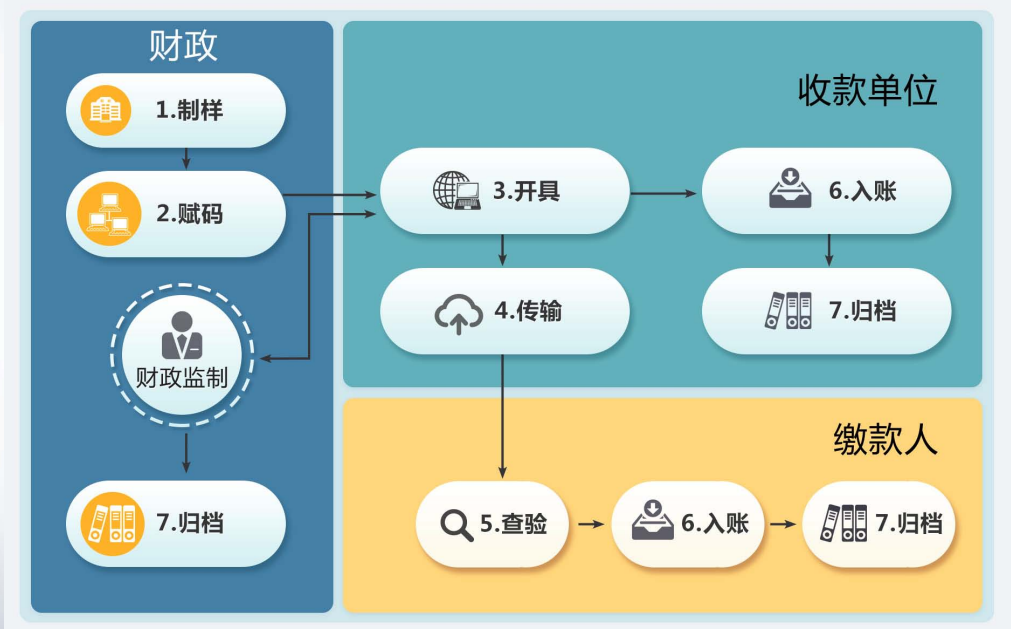 财政
1.制样
2.赋码
财政监制
7.归档
收款单位
3.开具
6.入账
4.传输
7.归档
缴款人
5.查验
6.入账
7.归档